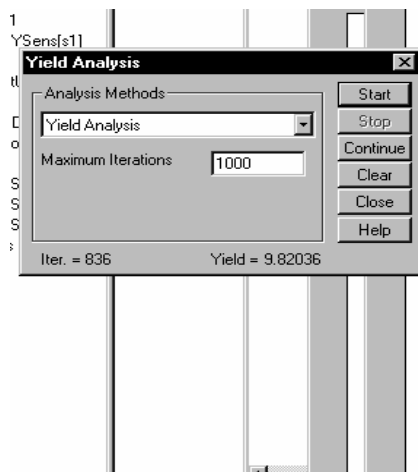 1
YSens[s1]
Yield Analysis
Analysis Methods
Start
Yield Analysis
Stop
Maximum Iterations
1000
Continue
Clear
Close
Help
Iter. = 836
Yield = 9.82036